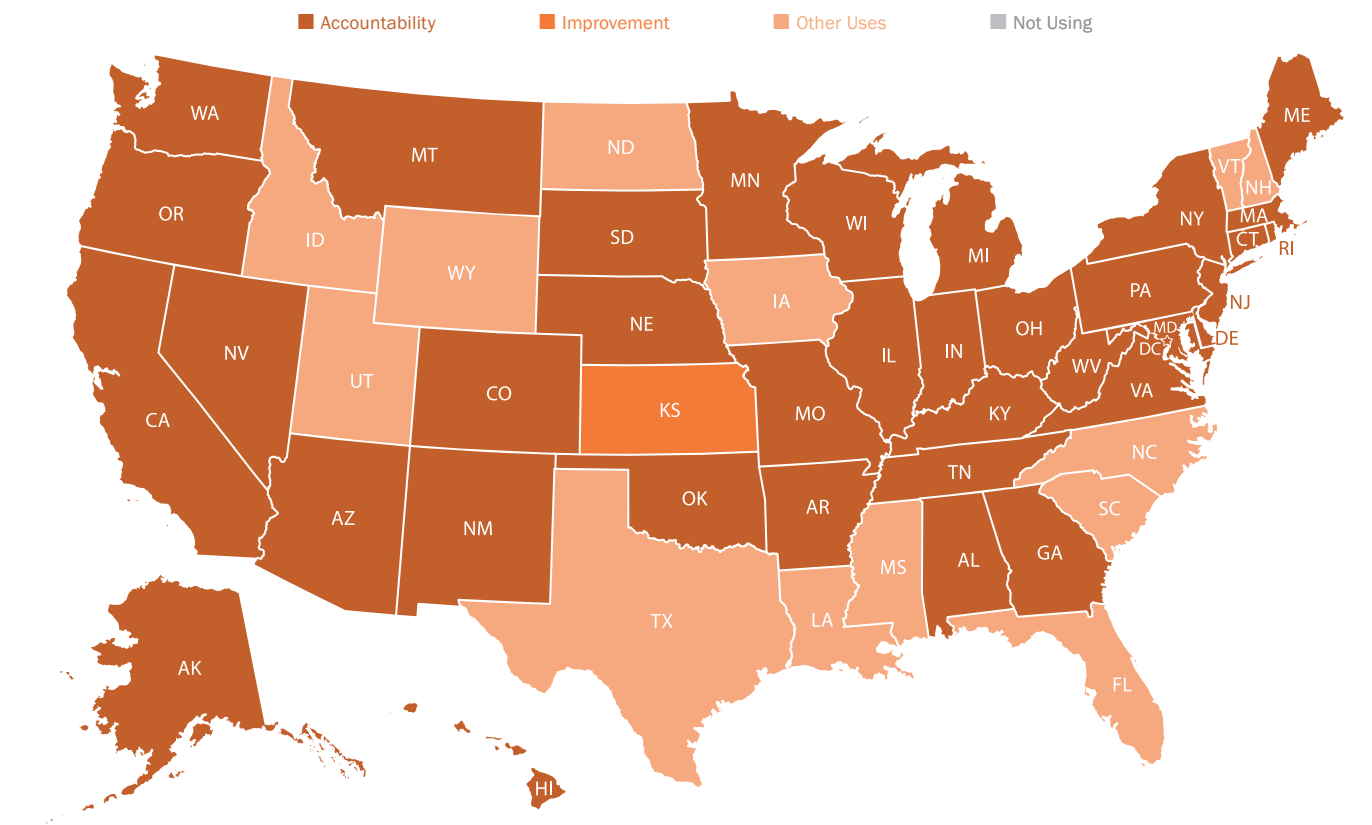 Accountability Improvement Other Uses Not Using
WA
MT
ND
MN
ME
OR
ID
WY
SD
WI
MI
NY
VT
NH
MA
CT
RI
NV
UT
CO
NE
IA
IL
IN
OH
PA
NJ
MD
DE
DC
CA
KS
MO
KY
WV
VA
AZ
NM
OK
AR
TN
NC
SC
TX
LA
MS
AL
GA
FL
AK
HI